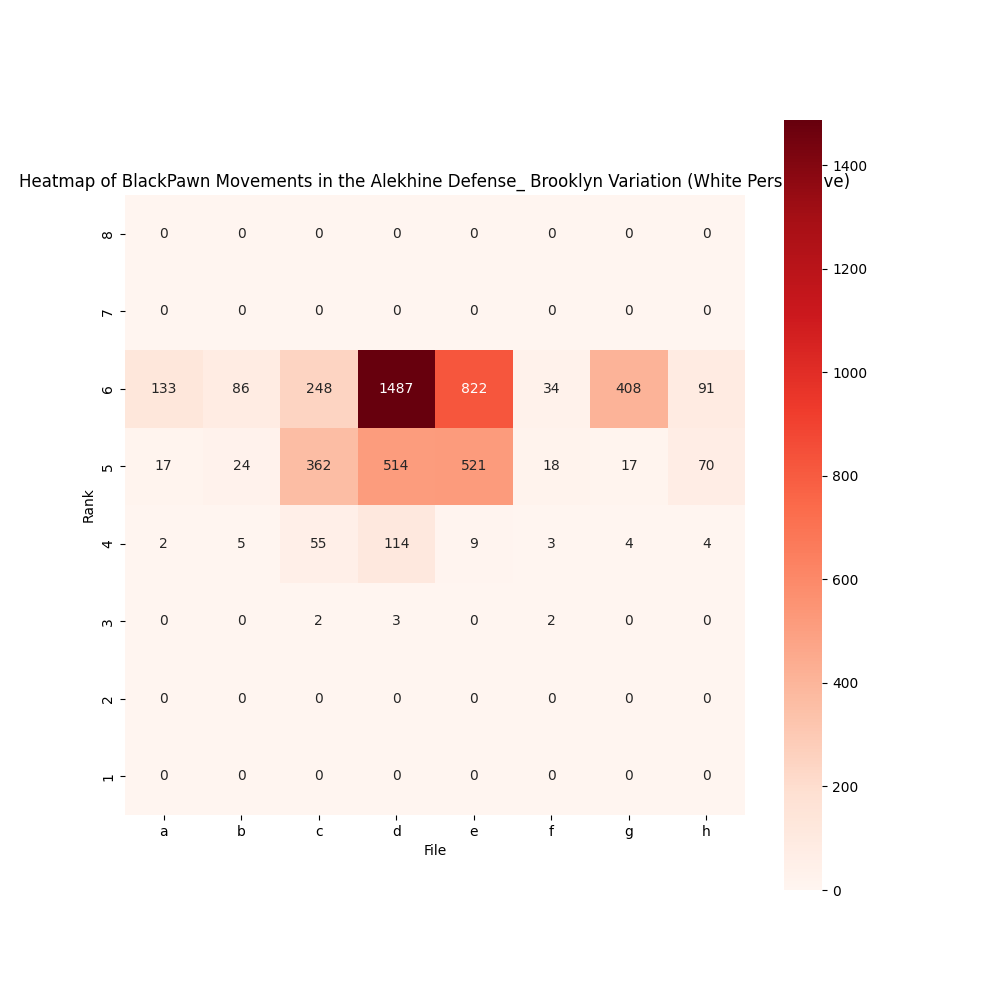 1400
Heatmap of BlackPawn Movements in the Alekhine Defense_ Brooklyn Variation (White Pers ve)
8 0 0 0 0 0 0 0 0
1200
7 0 0 0 0 0 0 0 0
1000
6 133 86 248 1487 822 34 408 91
800
5 17 24 362 514 521 18 17 70
Rank
4 2 5 55 114 9 3 4 4
600
3 0 0 2 3 0 2 0 0
400
2 0 0 0 0 0 0 0 0
1 0 0 0 0 0 0 0 0
200
a b c d e f g h
File
0